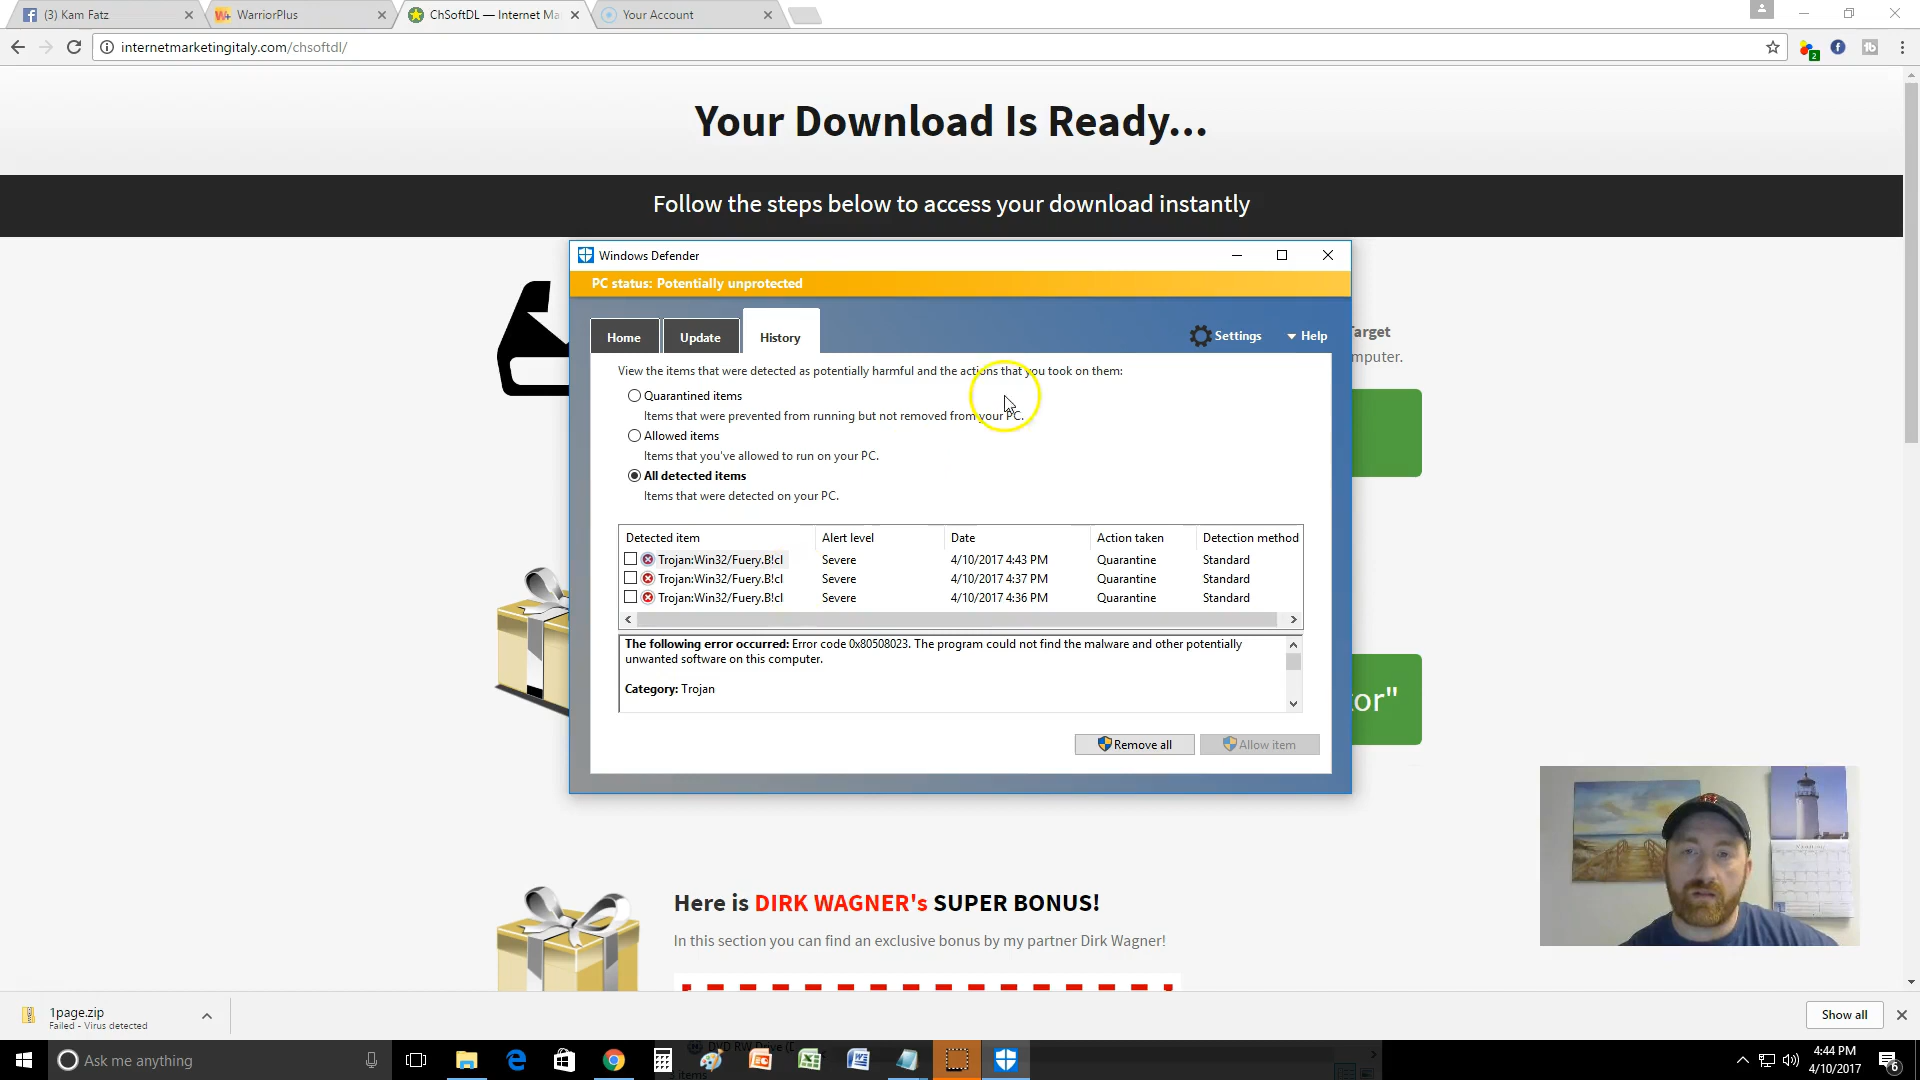 (3) Kam Fatz
WarriorPlus
ChSoftDL — Internet Ma
Your Account
internetmarketingitaly.com/chsoftdl/
2
Your Download Is Ready...
Follow the steps below to access your download instantly
Windows Defender
PC status: Potentially unprotected
Home
Update
History
Settings
Help
Target
mputer.
View the items that were detected as potentially harmful and the actions that you took on them:
Quarantined items
Items that were prevented from running but not removed from your PC.
Allowed items
Items that you've allowed to run on your PC.
All detected items
Items that were detected on your PC.
Detected item Alert level Date Action taken Detection method
Trojan:Win32/Fuery.B!cl Severe 4/10/2017 4:43 PM Quarantine Standard
Trojan:Win32/Fuery.B!cl Severe 4/10/2017 4:37 PM Quarantine Standard
Trojan:Win32/Fuery.B!cl Severe 4/10/2017 4:36 PM Quarantine Standard
The following error occurred: Error code 0x80508023. The program could not find the malware and other potentially
unwanted software on this computer.
Category: Trojan
tor"
Remove all
Allow item
Here is DIRK WAGNER's SUPER BONUS!
In this section you can find an exclusive bonus by my partner Dirk Wagner!
1page.zip
Failed - Virus detected
Show all
Ask me anything
4:44 PM
4/10/2017
6